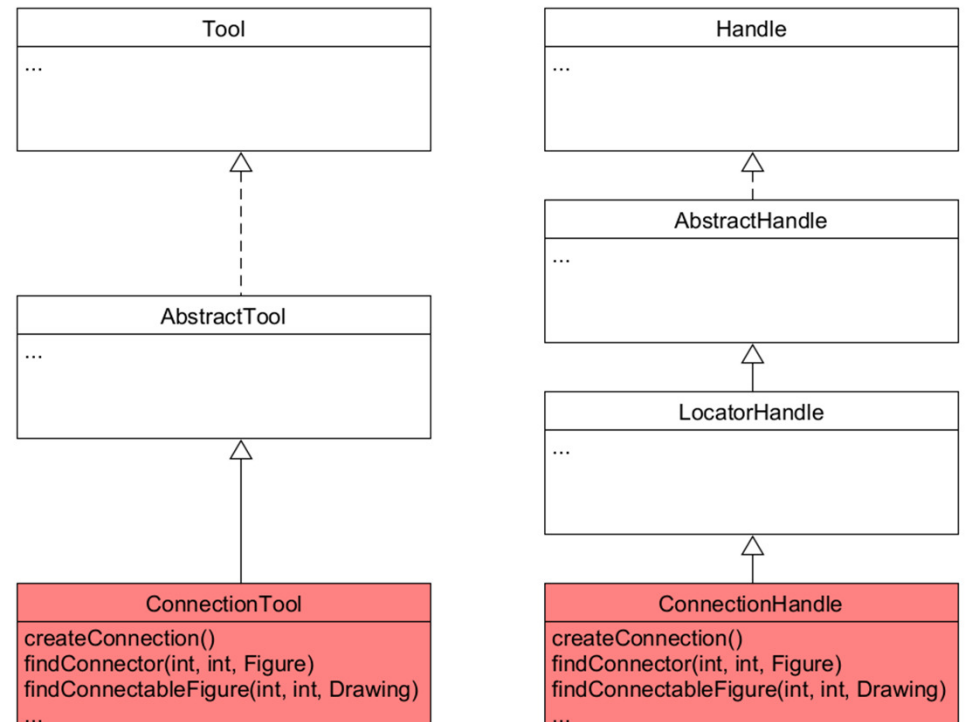 Tool
...
AbstractTool
...
ConnectionTool
createConnection()
findConnector(int, int, Figure)
findConnectableFigure(int, int, Drawing)
...
Handle
...
AbstractHandle
...
LocatorHandle
...
ConnectionHandle
createConnection()
findConnector(int, int, Figure)
findConnectableFigure(int, int, Drawing)
...